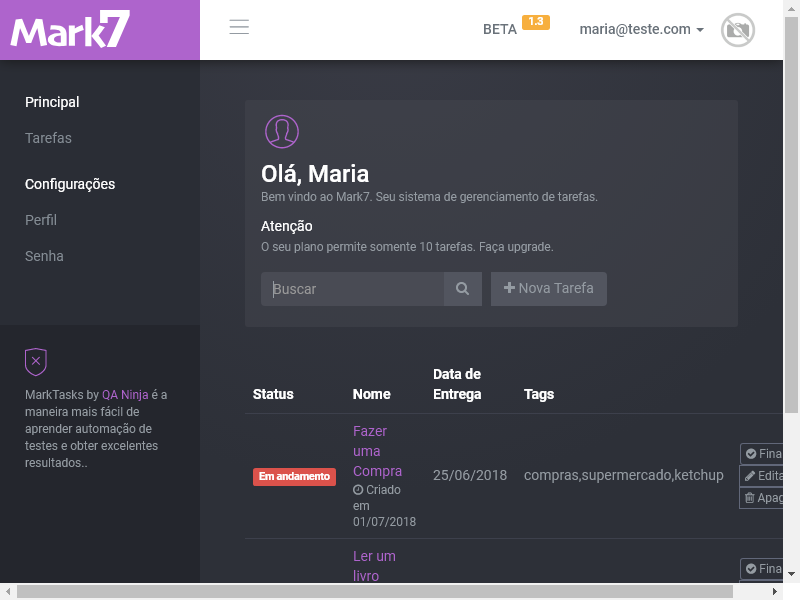 Mark7
BETA 1.3
maria@teste.com
Principal
Tarefas
Configurações
Perfil
Senha
MarkTasks by QA Ninja é a
maneira mais fácil de
aprender automação de
testes e obter excelentes
resultados..
Olá, Maria
Bem vindo ao Mark7. Seu sistema de gerenciamento de tarefas.
Atenção
O seu plano permite somente 10 tarefas. Faça upgrade.
Buscar
Nova Tarefa
Status
Nome
Data de
Entrega
Tags
Em andamento
Fazer
uma
Compra
Criado
em
01/07/2018
25/06/2018
compras,supermercado,ketchup
Fina
Edita
Apag
Ler um
livro
Fina